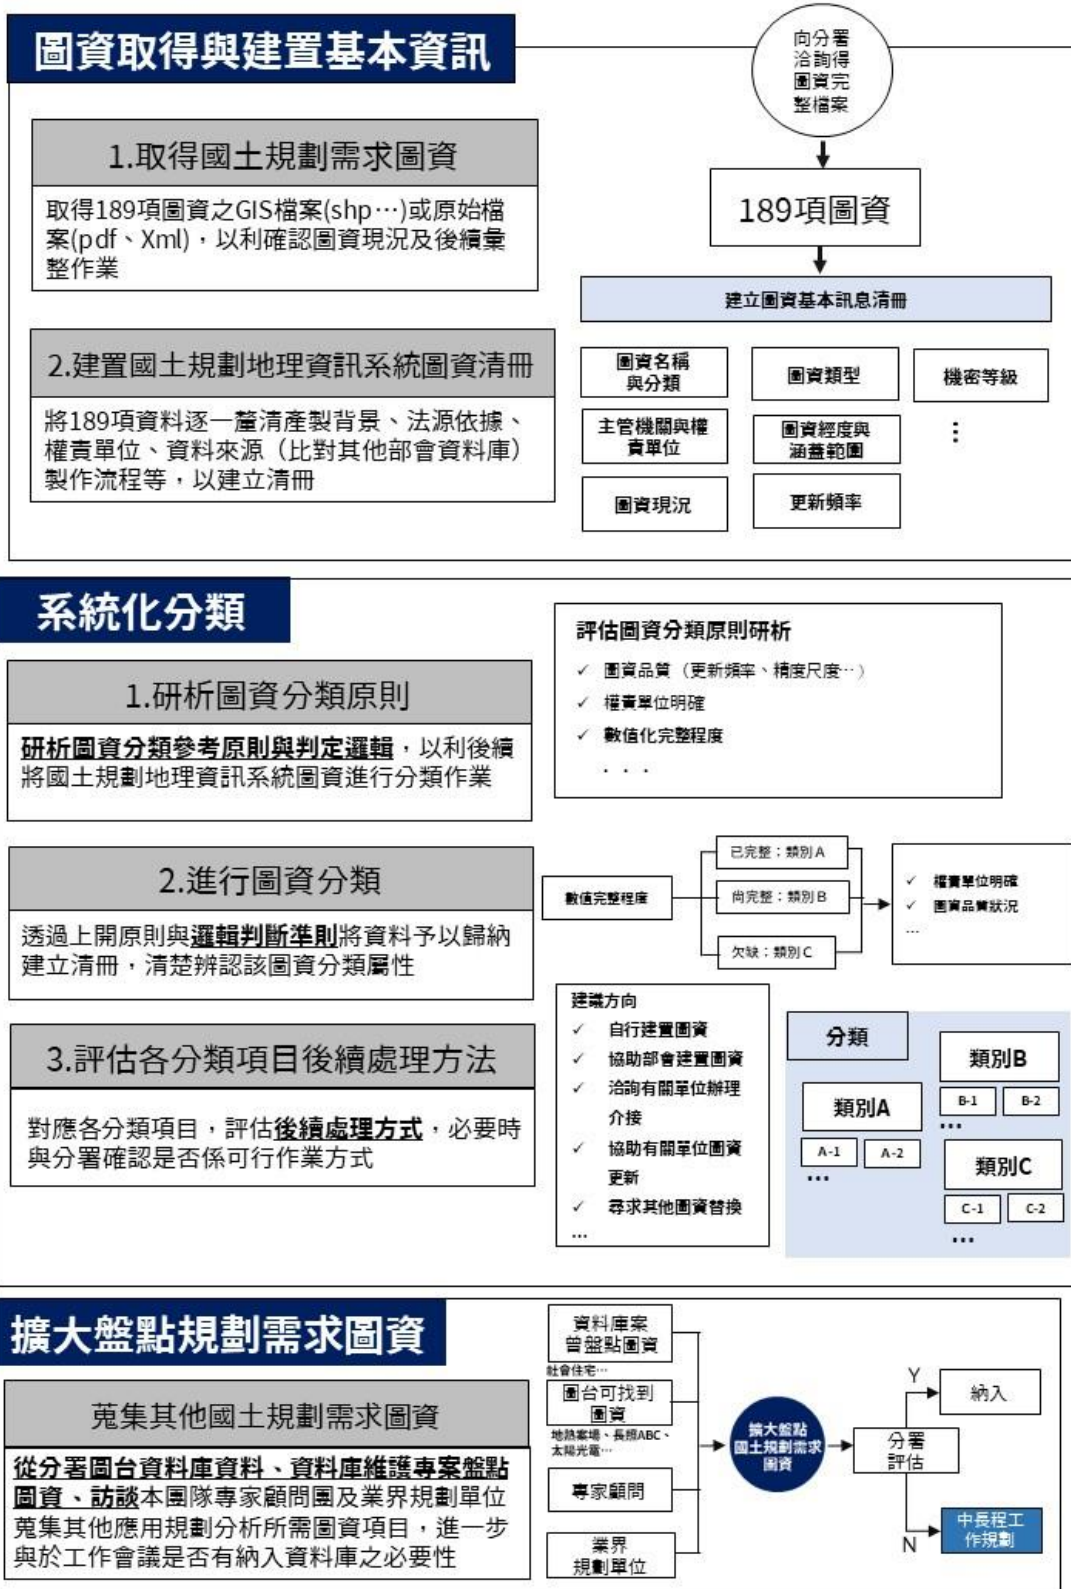 圖資取得與建置基本資訊
1.取得國土規劃需求圖資
取得189項圖資之GIS檔案(shp…)或原始檔
案(pdf、Xml)，以利確認圖資現況及後續彙
整作業
2.建置國土規劃地理資訊系統圖資清冊
將189項資料逐一釐清產製背景、法源依據、
權責單位、資料來源（比對其他部會資料庫）
製作流程等，以建立清冊
向分署
洽詢得
圖資完
整檔案
189項圖資
建立圖資基本訊息清冊
圖資名稱
與分類
圖資類型
機密等級
主管機關與權
責單位
圖資經度與
涵蓋範圍
⋮
圖資現況
更新頻率
系統化分類
1.研析圖資分類原則
研析圖資分類參考原則與判定邏輯，以利後續
將國土規劃地理資訊系統圖資進行分類作業
評估圖資分類原則研析
✓ 圖資品質（更新頻率、精度尺度…）
✓ 權責單位明確
✓ 數值化完整程度
. . .
2.進行圖資分類
透過上開原則與邏輯判斷準則將資料予以歸納
建立清冊，清楚辨認該圖資分類屬性
數值完整程度
已完整：類別A
尚完整：類別B
欠缺：類別C
✓ 權責單位明確
✓ 圖資品質狀況
…
3.評估各分類項目後續處理方法
對應各分類項目，評估後續處理方式，必要時
與分署確認是否係可行作業方式
建議方向
✓ 自行建置圖資
✓ 協助部會建置圖資
✓ 洽詢有關單位辦理
介接
✓ 協助有關單位圖資
更新
✓ 尋求其他圖資替換
…
分類
類別A
A-1
A-2
…
類別B
B-1
B-2
…
類別C
C-1
C-2
…
擴大盤點規劃需求圖資
蒐集其他國土規劃需求圖資
從分署圖台資料庫資料、資料庫維護專案盤點
圖資、訪談本團隊專家顧問團及業界規劃單位
蒐集其他應用規劃分析所需圖資項目，進一步
與於工作會議是否有納入資料庫之必要性
資料庫案
曾盤點圖資
社會住宅…
圖台可找到
圖資
地熱案場、長照ABC、
太陽光電…
專家顧問
業界
規劃單位
擴大盤點
國土規劃需求
圖資
分署
評估
Y
納入
N
中長程工
作規劃